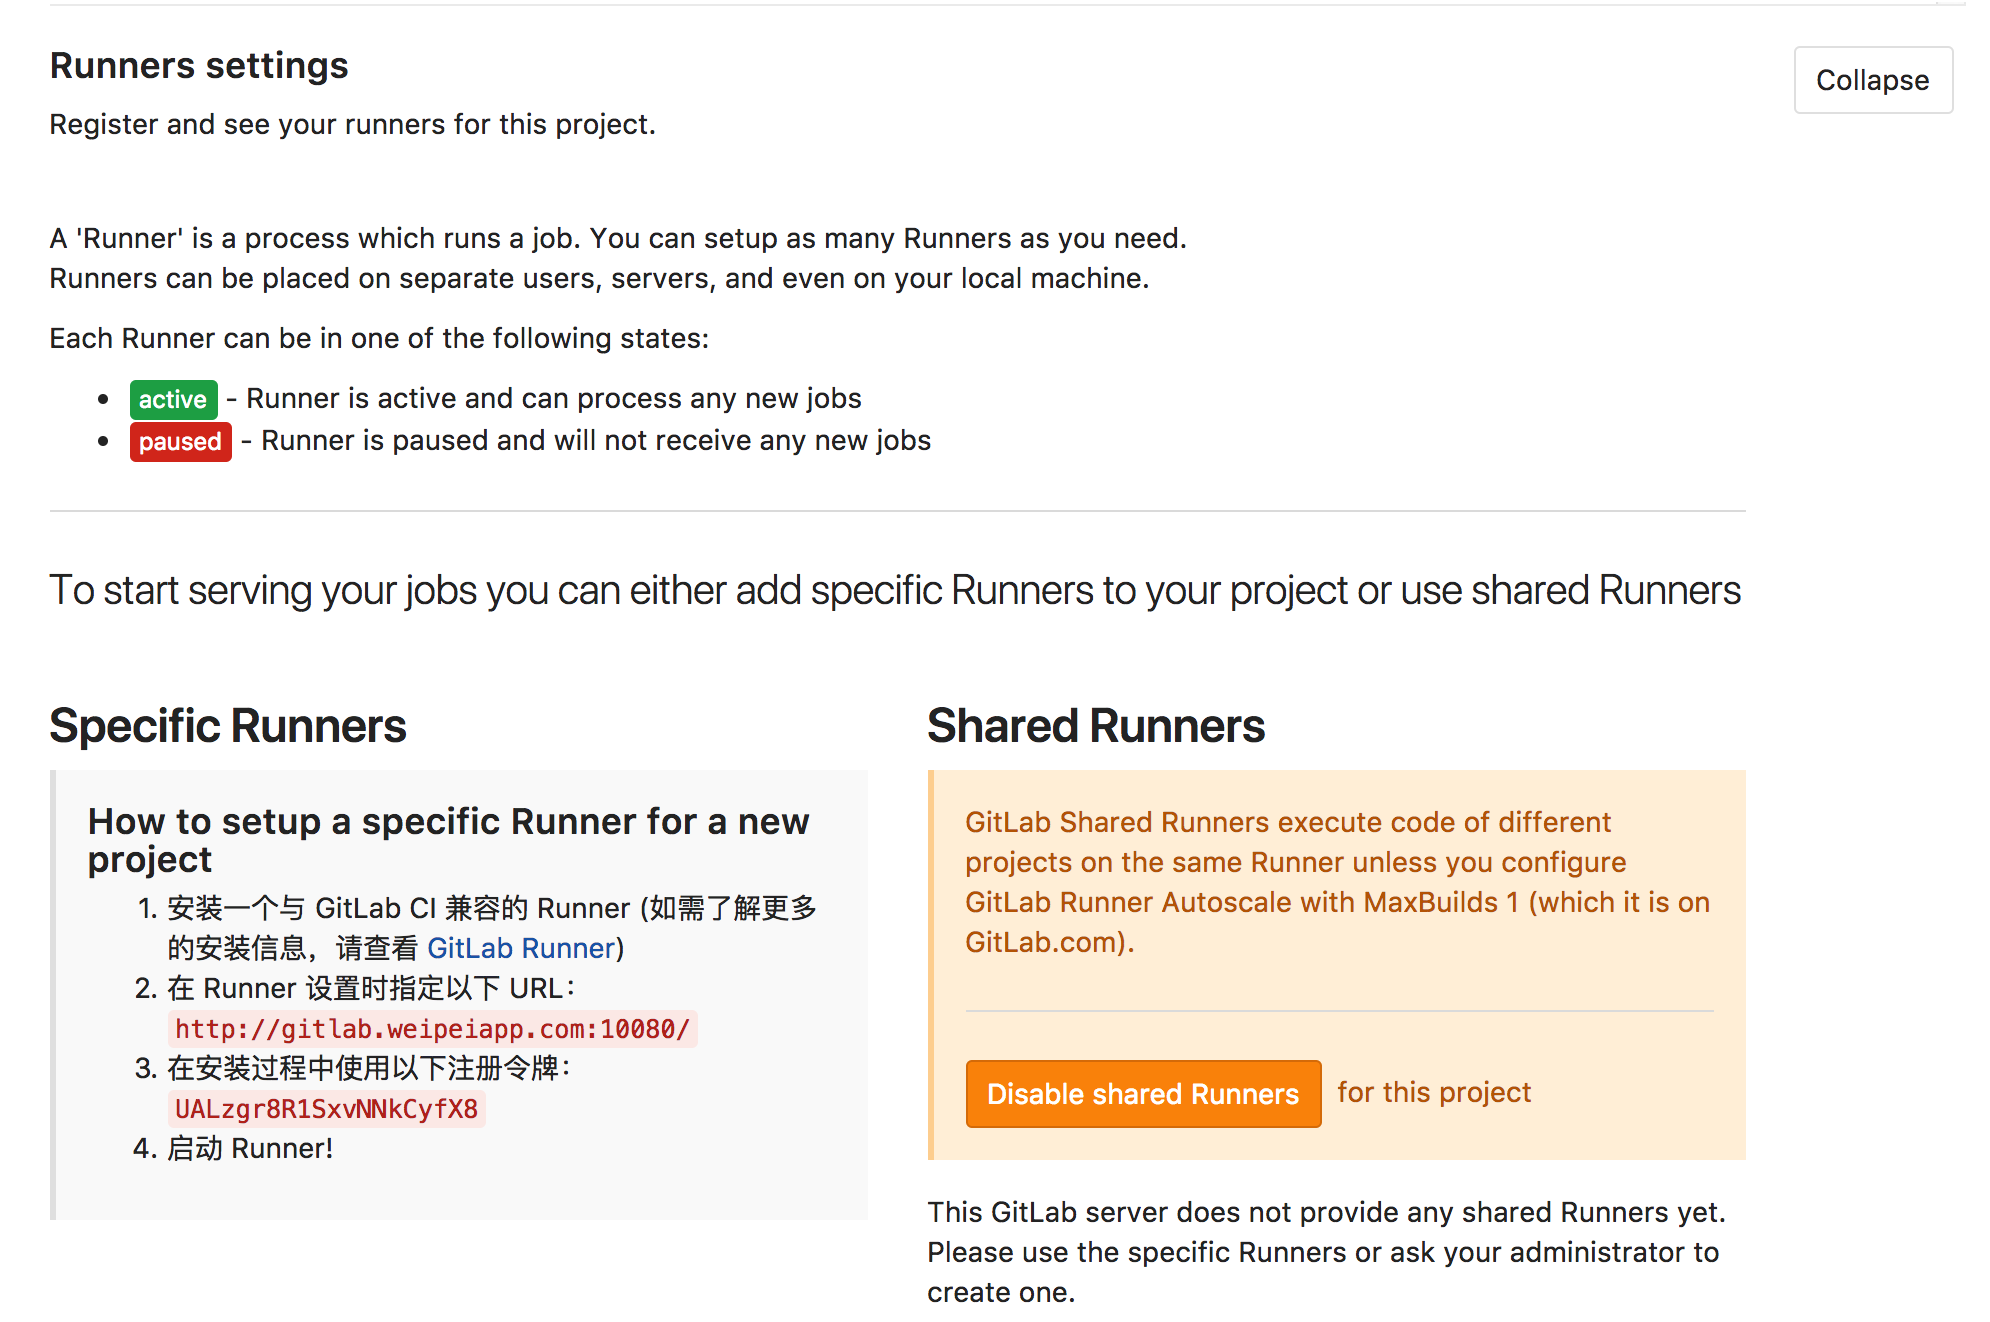 Runners settings
Collapse
Register and see your runners for this project.
A 'Runner' is a process which runs a job. You can setup as many Runners as you need.
Runners can be placed on separate users, servers, and even on your local machine.
Each Runner can be in one of the following states:
• active - Runner is active and can process any new jobs
• paused - Runner is paused and will not receive any new jobs
To start serving your jobs you can either add specific Runners to your project or use shared Runners
Specific Runners
How to setup a specific Runner for a new
project
1. 安装一个与 GitLab CI 兼容的 Runner (如需了解更多
的安装信息，请查看 GitLab Runner)
2. 在 Runner 设置时指定以下 URL：
http://gitlab.weipeiapp.com:10080/
3. 在安装过程中使用以下注册令牌：
UALzgr8R1SxvNNkCyfX8
4. 启动 Runner!
Shared Runners
GitLab Shared Runners execute code of different
projects on the same Runner unless you configure
GitLab Runner Autoscale with MaxBuilds 1 (which it is on
GitLab.com).
Disable shared Runners for this project
This GitLab server does not provide any shared Runners yet.
Please use the specific Runners or ask your administrator to
create one.